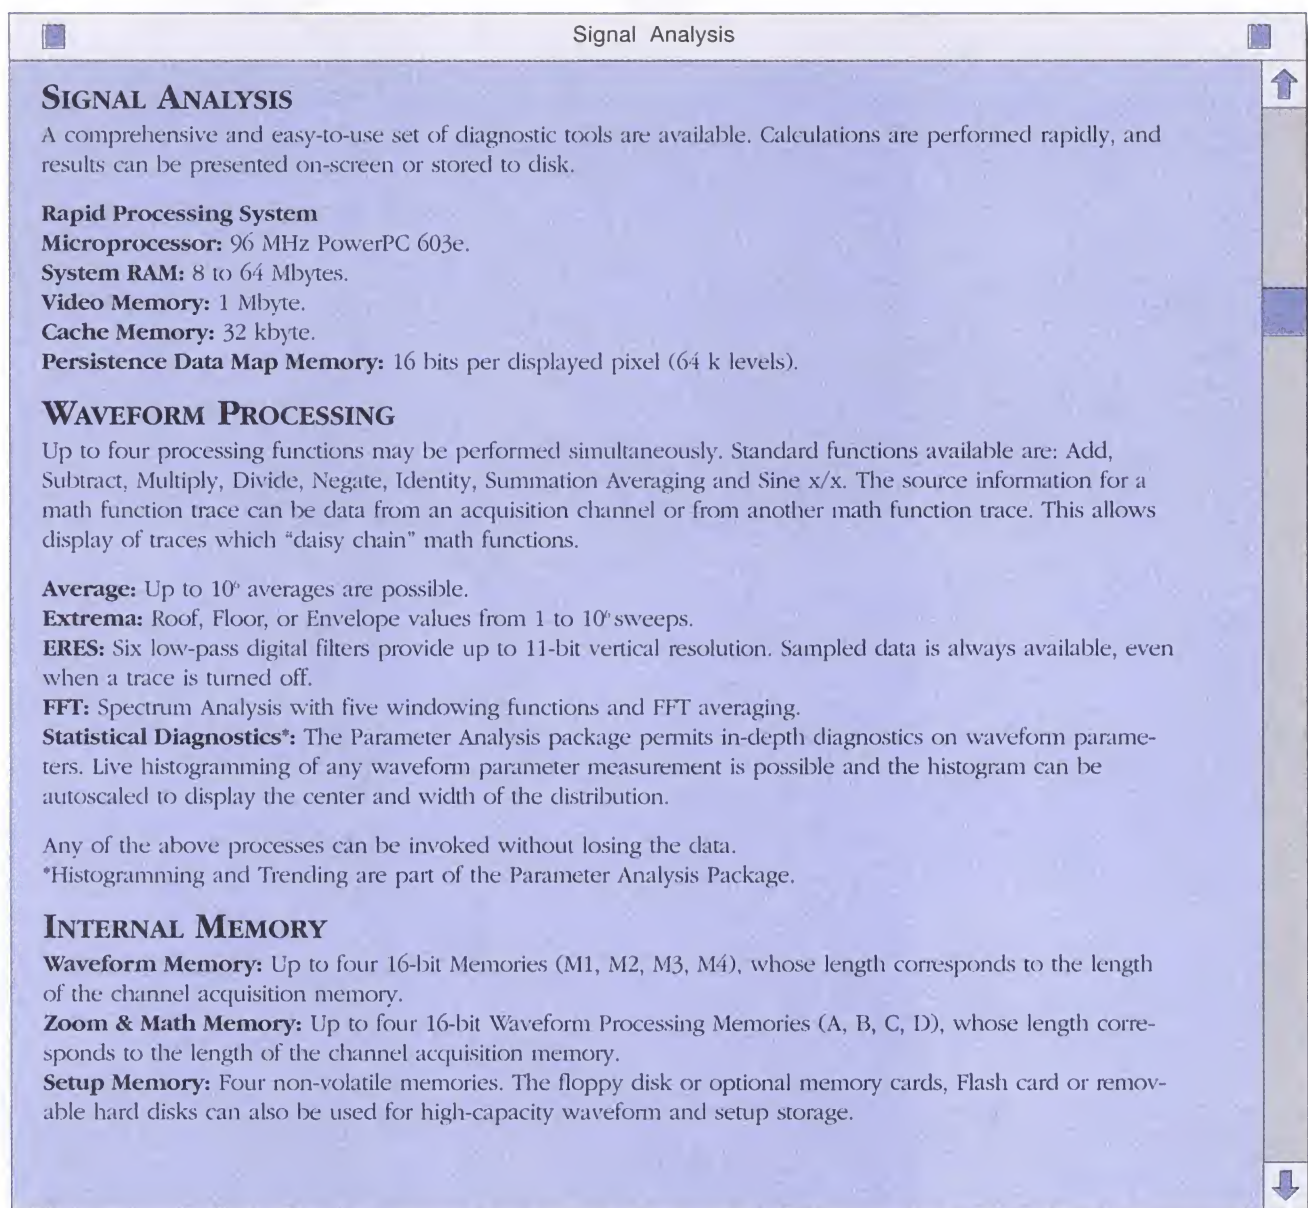 Signal Analysis
SIGNAL ANALYSIS
A comprehensive and easy-to-use set of diagnostic tools are available. Calculations are performed rapidly, and
results can be presented on-screen or stored to disk.
Rapid Processing System
Microprocessor: 96 MHz PowerPC 603e.
System RAM: 8 to 64 Mbytes.
Video Memory: 1 Mbyte.
Cache Memory: 32 kbyte.
Persistence Data Map Memory: 16 bits per displayed pixel (64 k levels).
WAVEFORM PROCESSING
Up to four processing functions may be performed simultaneously. Standard functions available are: Add,
Subtract, Multiply, Divide, Negate, Identity, Summation Averaging and Sine x/x. The source information for a
math function trace can be data from an acquisition channel or from another math function trace. This allows
display of traces which “daisy chain” math functions.
Average: Up to 10⁶ averages are possible.
Extrema: Roof, Floor, or Envelope values from 1 to 10⁶ sweeps.
ERES: Six low-pass digital filters provide up to 11-bit vertical resolution. Sampled data is always available, even
when a trace is turned off.
FFT: Spectrum Analysis with five windowing functions and FFT averaging.
Statistical Diagnostics*: The Parameter Analysis package permits in-depth diagnostics on waveform parame-
ters. Live histogramming of any waveform parameter measurement is possible and the histogram can be
autoscaled to display the center and width of the distribution.
Any of the above processes can be invoked without losing the data.
*Histogramming and Trending are part of the Parameter Analysis Package.
INTERNAL MEMORY
Waveform Memory: Up to four 16-bit Memories (M1, M2, M3, M4), whose length corresponds to the length
of the channel acquisition memory.
Zoom & Math Memory: Up to four 16-bit Waveform Processing Memories (A, B, C, D), whose length corre-
sponds to the length of the channel acquisition memory.
Setup Memory: Four non-volatile memories. The floppy disk or optional memory cards, Flash card or remov-
able hard disks can also be used for high-capacity waveform and setup storage.